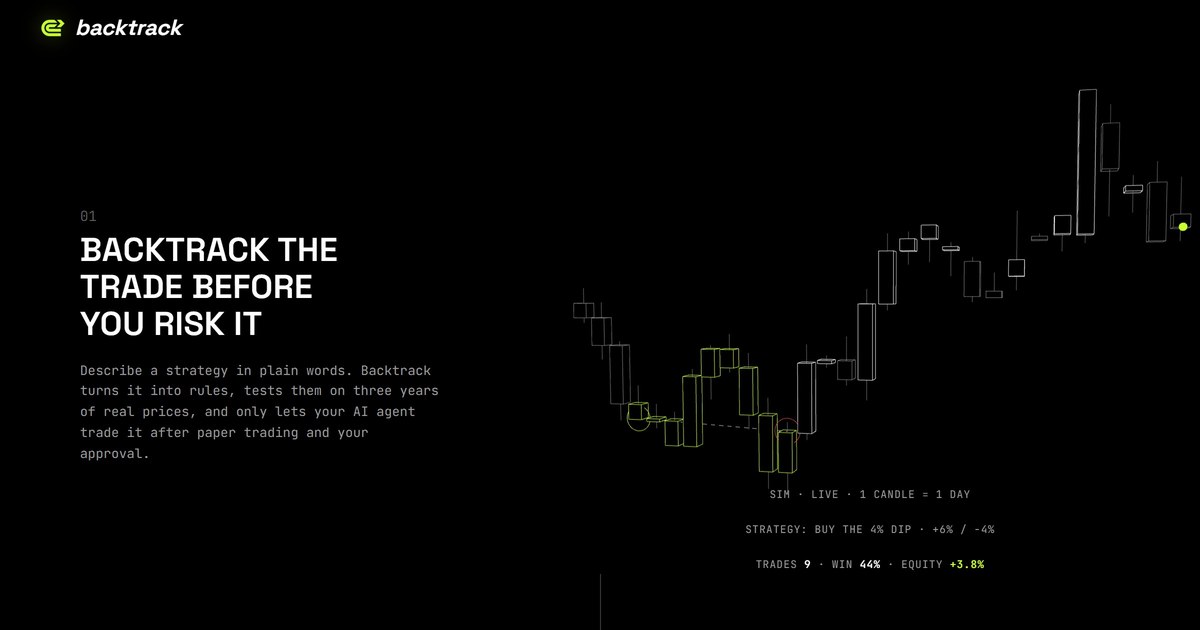 backtrack
01
BACKTRACK THE
TRADE BEFORE
YOU RISK IT
Describe a strategy in plain words. Backtrack
turns it into rules, tests them on three years
of real prices, and only lets your AI agent
trade it after paper trading and your
approval.
SIM · LIVE · 1 CANDLE = 1 DAY
STRATEGY: BUY THE 4% DIP · +6% / -4%
TRADES 9 · WIN 44% · EQUITY +3.8%